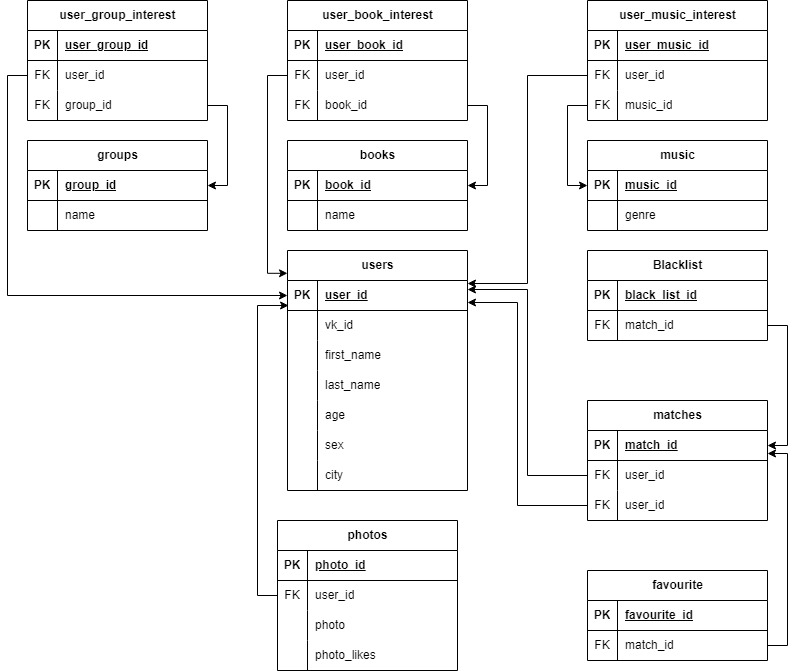 user_group_interest
PK user_group_id
FK user_id
FK group_id
user_book_interest
PK user_book_id
FK user_id
FK book_id
user_music_interest
PK user_music_id
FK user_id
FK music_id
groups
PK group_id
name
books
PK book_id
name
music
PK music_id
genre
users
PK user_id
vk_id
first_name
last_name
age
sex
city
Blacklist
PK black_list_id
FK match_id
matches
PK match_id
FK user_id
FK user_id
photos
PK photo_id
FK user_id
photo
photo_likes
favourite
PK favourite_id
FK match_id